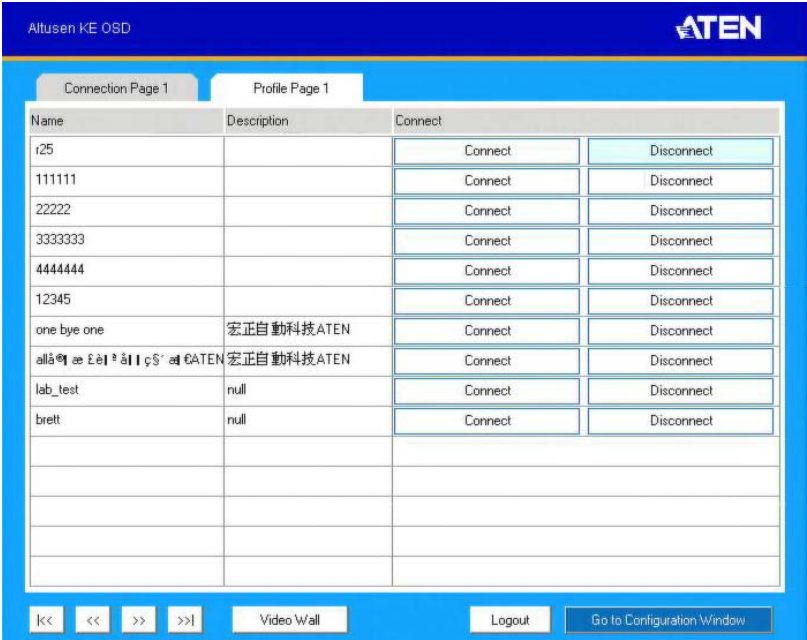 Altusen KE OSD
ATEN
Connection Page 1 Profile Page 1
Name Description Connect
r25 Connect Disconnect
111111 Connect Disconnect
22222 Connect Disconnect
3333333 Connect Disconnect
4444444 Connect Disconnect
12345 Connect Disconnect
one bye one 宏正自動科技ATEN Connect Disconnect
宏正自動科技ATEN Connect Disconnect
lab_test null Connect Disconnect
brett null Connect Disconnect
|<< << >> >>| Video Wall Logout Go to Configuration Window